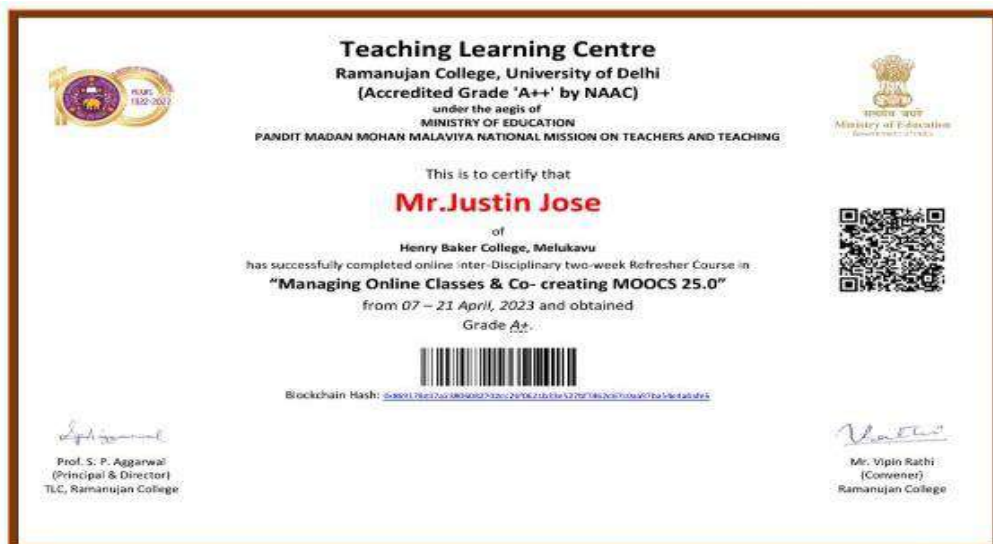 Teaching Learning Centre
Ramanujan College, University of Delhi
(Accredited Grade 'A++' by NAAC)
under the aegis of
MINISTRY OF EDUCATION
PANDIT MADAN MOHAN MALAVIYA NATIONAL MISSION ON TEACHERS AND TEACHING
YEARS
1922-2022
Ministry of Education
This is to certify that
Mr.Justin Jose
of
Henry Baker College, Melukavu
has successfully completed online Inter-Disciplinary two-week Refresher Course in
“Managing Online Classes & Co- creating MOOCS 25.0”
from 07 – 21 April, 2023 and obtained
Grade A+.
Blockchain Hash:
Prof. S. P. Aggarwal
(Principal & Director)
TLC, Ramanujan College
Mr. Vipin Rathi
(Convener)
Ramanujan College